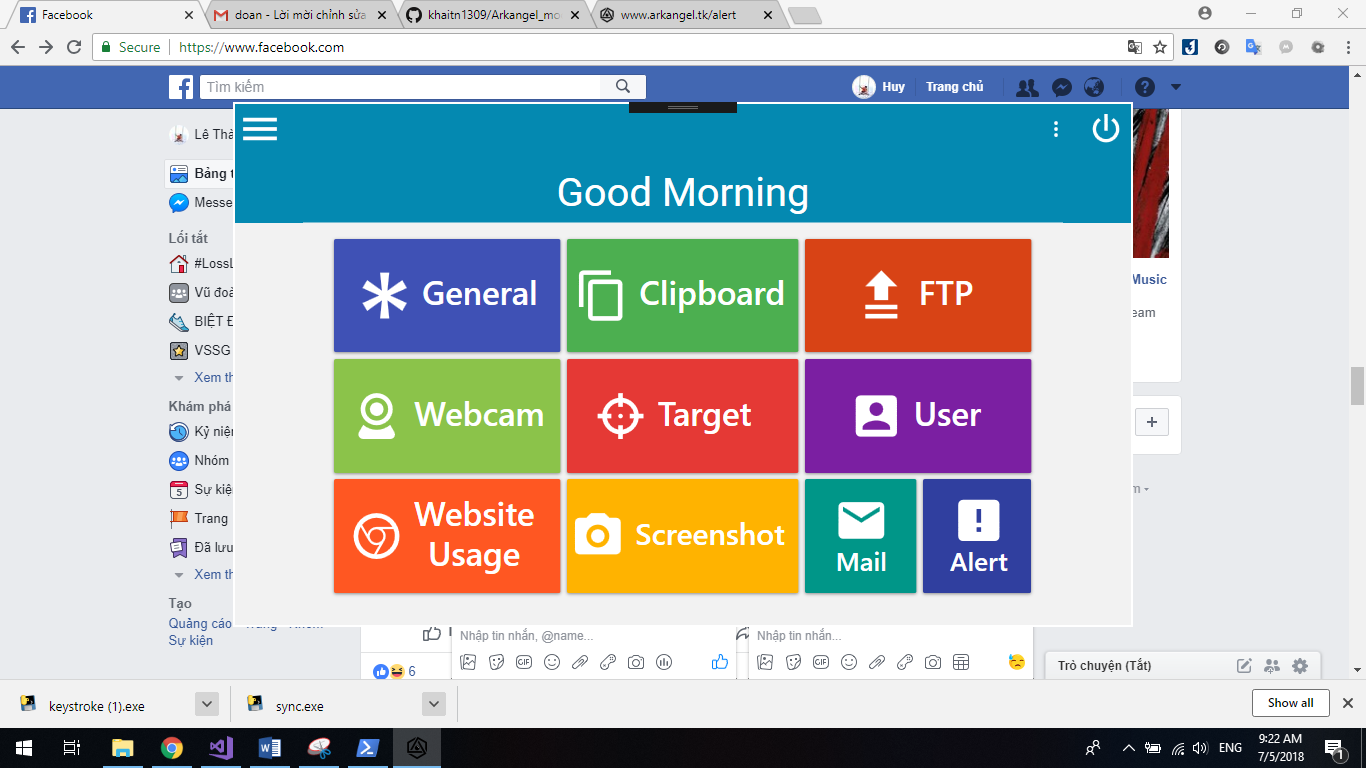 Facebook
doan - Lời mời chỉnh sửa
khaitn1309/Arkangel_mo
www.arkangel.tk/alert
Secure
https://www.facebook.com
Tìm kiếm
Huy
Trang chủ
Lê Thà
Bảng t
Messe
Lối tắt
#LossL
Vũ đoà
BIỆT Đ
VSSG
Xem th
Khám phá
Kỷ niện
Nhóm
5
Sự kiệ
Trang
Đã lưu
Xem th
Tạo
Quảng cáo
Sự kiện
Good Morning
General
Clipboard
FTP
Webcam
Target
User
Website
Usage
Screenshot
Mail
Alert
Music
eam
6
Nhập tin nhắn, @name...
GIF
Nhập tin nhắn...
GIF
Trò chuyện (Tắt)
keystroke (1).exe
sync.exe
Show all
ENG
9:22 AM
7/5/2018
1